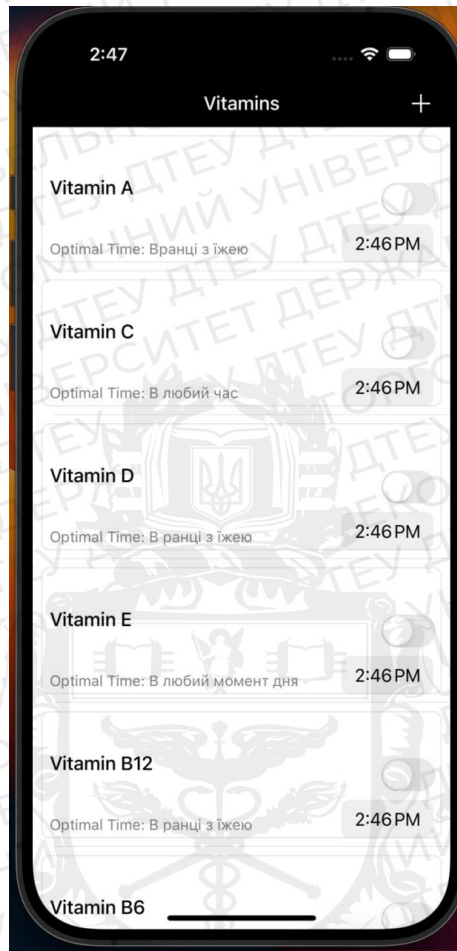 2:47
Vitamins +
Vitamin A
Optimal Time: Вранці з їжею
2:46 PM
Vitamin C
Optimal Time: В любий час
2:46 PM
Vitamin D
Optimal Time: В ранці з їжею
2:46 PM
Vitamin E
Optimal Time: В любий момент дня
2:46 PM
Vitamin B12
Optimal Time: В ранці з їжею
2:46 PM
Vitamin B6